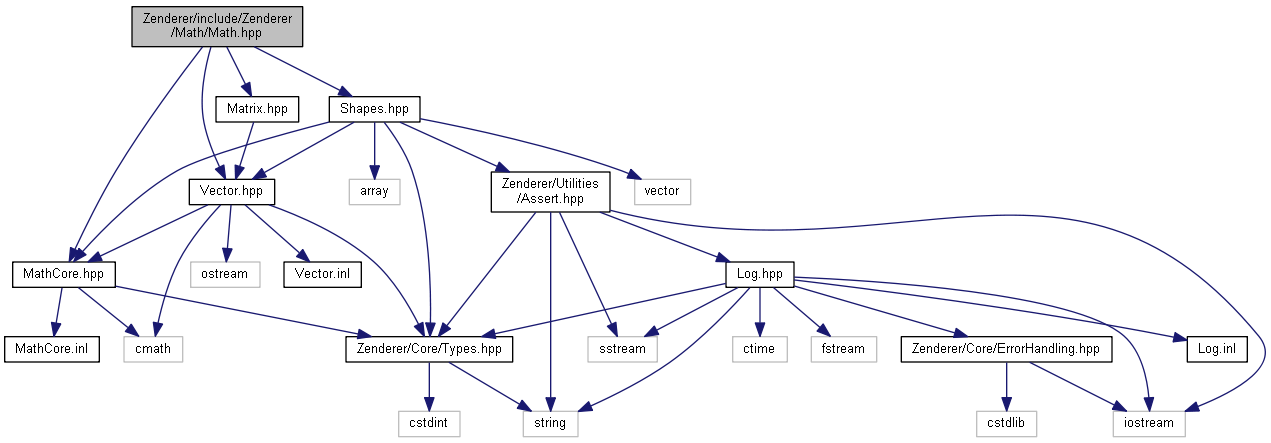 Zenderer/include/Zenderer
/Math/Math.hpp
Matrix.hpp
Shapes.hpp
Vector.hpp
array
Zenderer/Utilities
/Assert.hpp
vector
MathCore.hpp
ostream
Vector.inl
Log.hpp
MathCore.inl
cmath
Zenderer/Core/Types.hpp
sstream
ctime
fstream
Zenderer/Core/ErrorHandling.hpp
Log.inl
cstdint
string
cstdlib
iostream